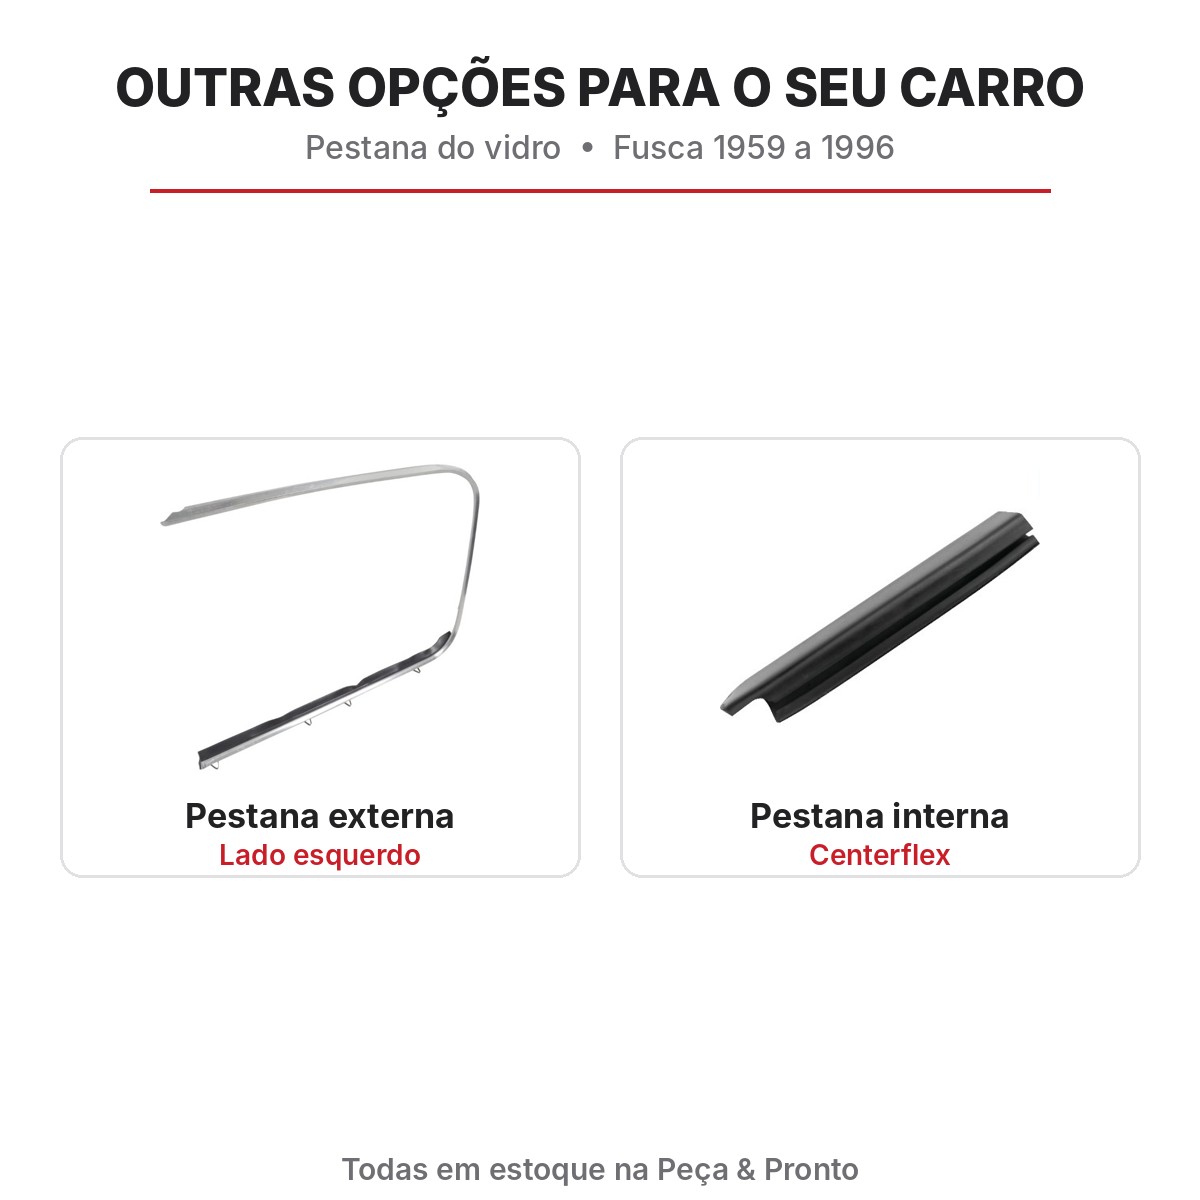 OUTRAS OPÇÕES PARA O SEU CARRO
Pestana do vidro • Fusca 1959 a 1996
Pestana externa
Lado esquerdo
Pestana interna
Centerflex
Todas em estoque na Peça & Pronto